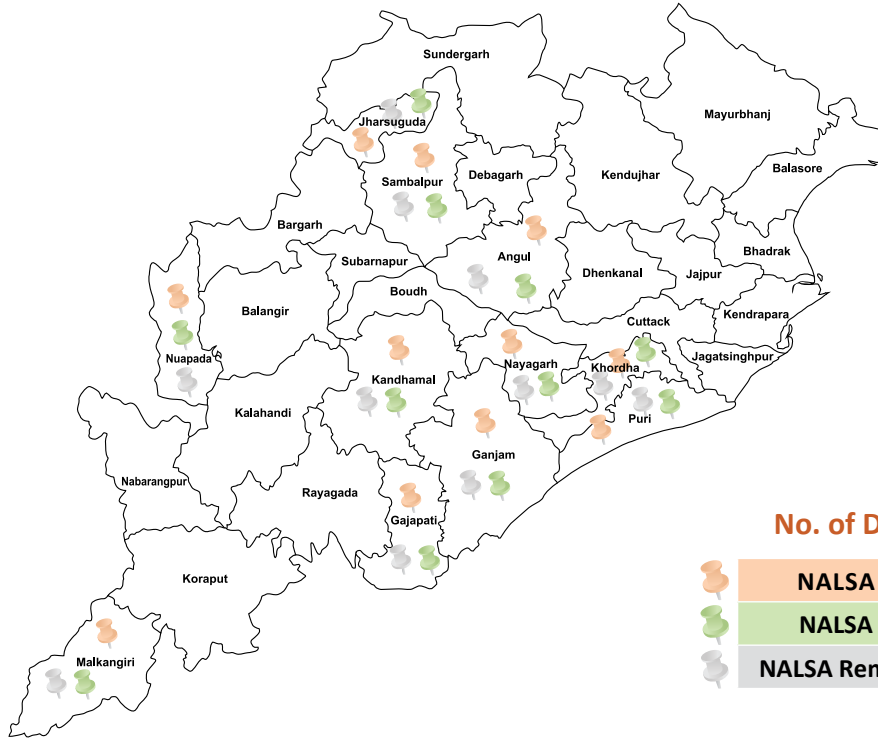 Sundergarh
Mayurbhanj
Jharsuguda
Balasore
Debagarh
Kendujhar
Sambalpur
Bargarh
Bhadrak
Angul
Subarnapur
Dhenkanal
Jajpur
Boudh
Balangir
Kendrapara
Cuttack
Nuapada
Nayagarh
Jagatsinghpur
Khordha
Kandhamal
Kalahandi
Puri
Ganjam
Nabarangpur
Rayagada
Gajapati
No. of D
Koraput
NALSA
NALSA
Malkangiri
NALSA Ren